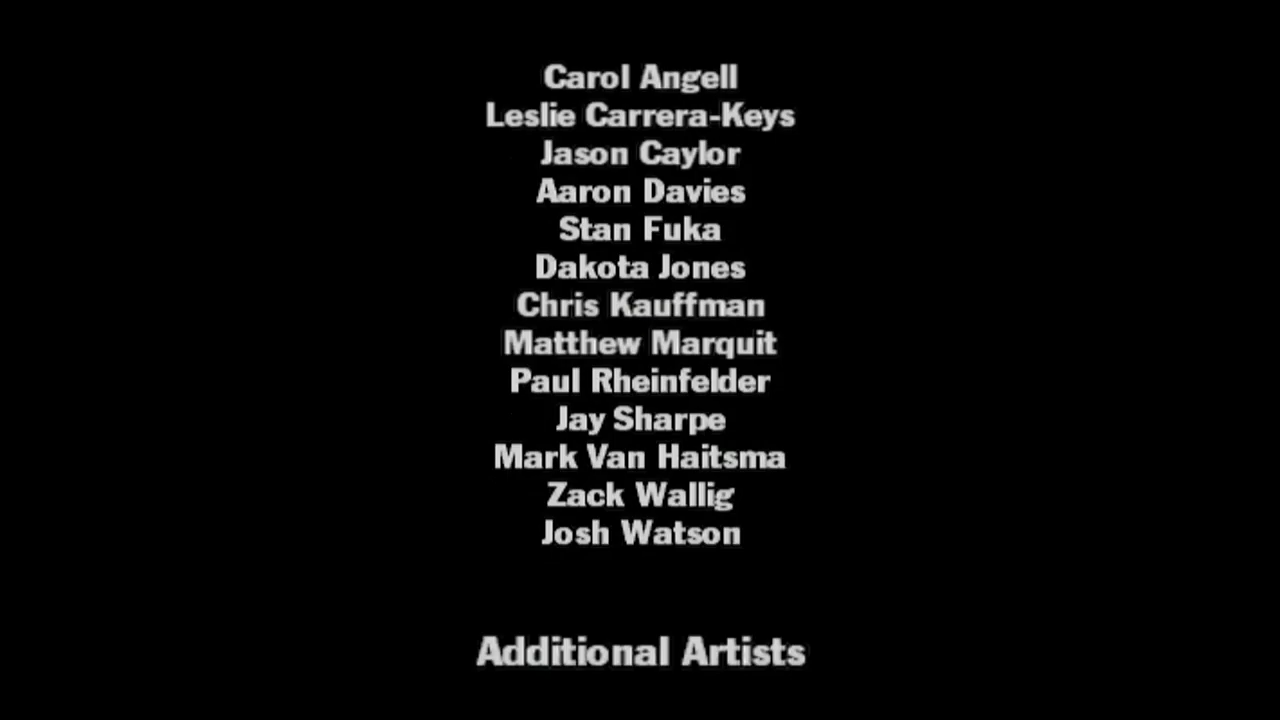 Carol Angell
Leslie Carrera-Keys
Jason Caylor
Aaron Davies
Stan Fuka
Dakota Jones
Chris Kauffman
Matthew Marquit
Paul Rheinfelder
Jay Sharpe
Mark Van Haitsma
Zack Wallig
Josh Watson
Additional Artists